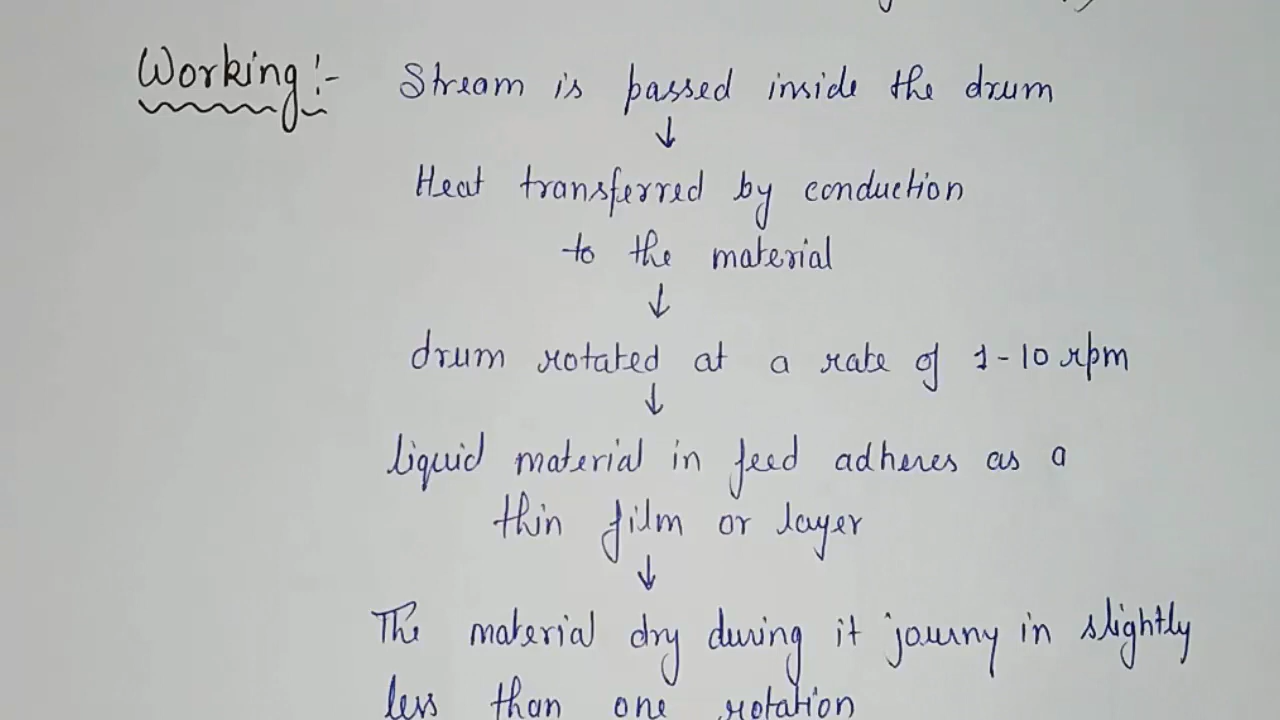 Working :- Stream is passed inside the drum
↓
Heat transferred by conduction
to the material
↓
drum rotated at a rate of 1-10 rpm
↓
liquid material in feed adheres as a
thin film or layer
↓
The material dry during it journy in slightly
less than one rotation